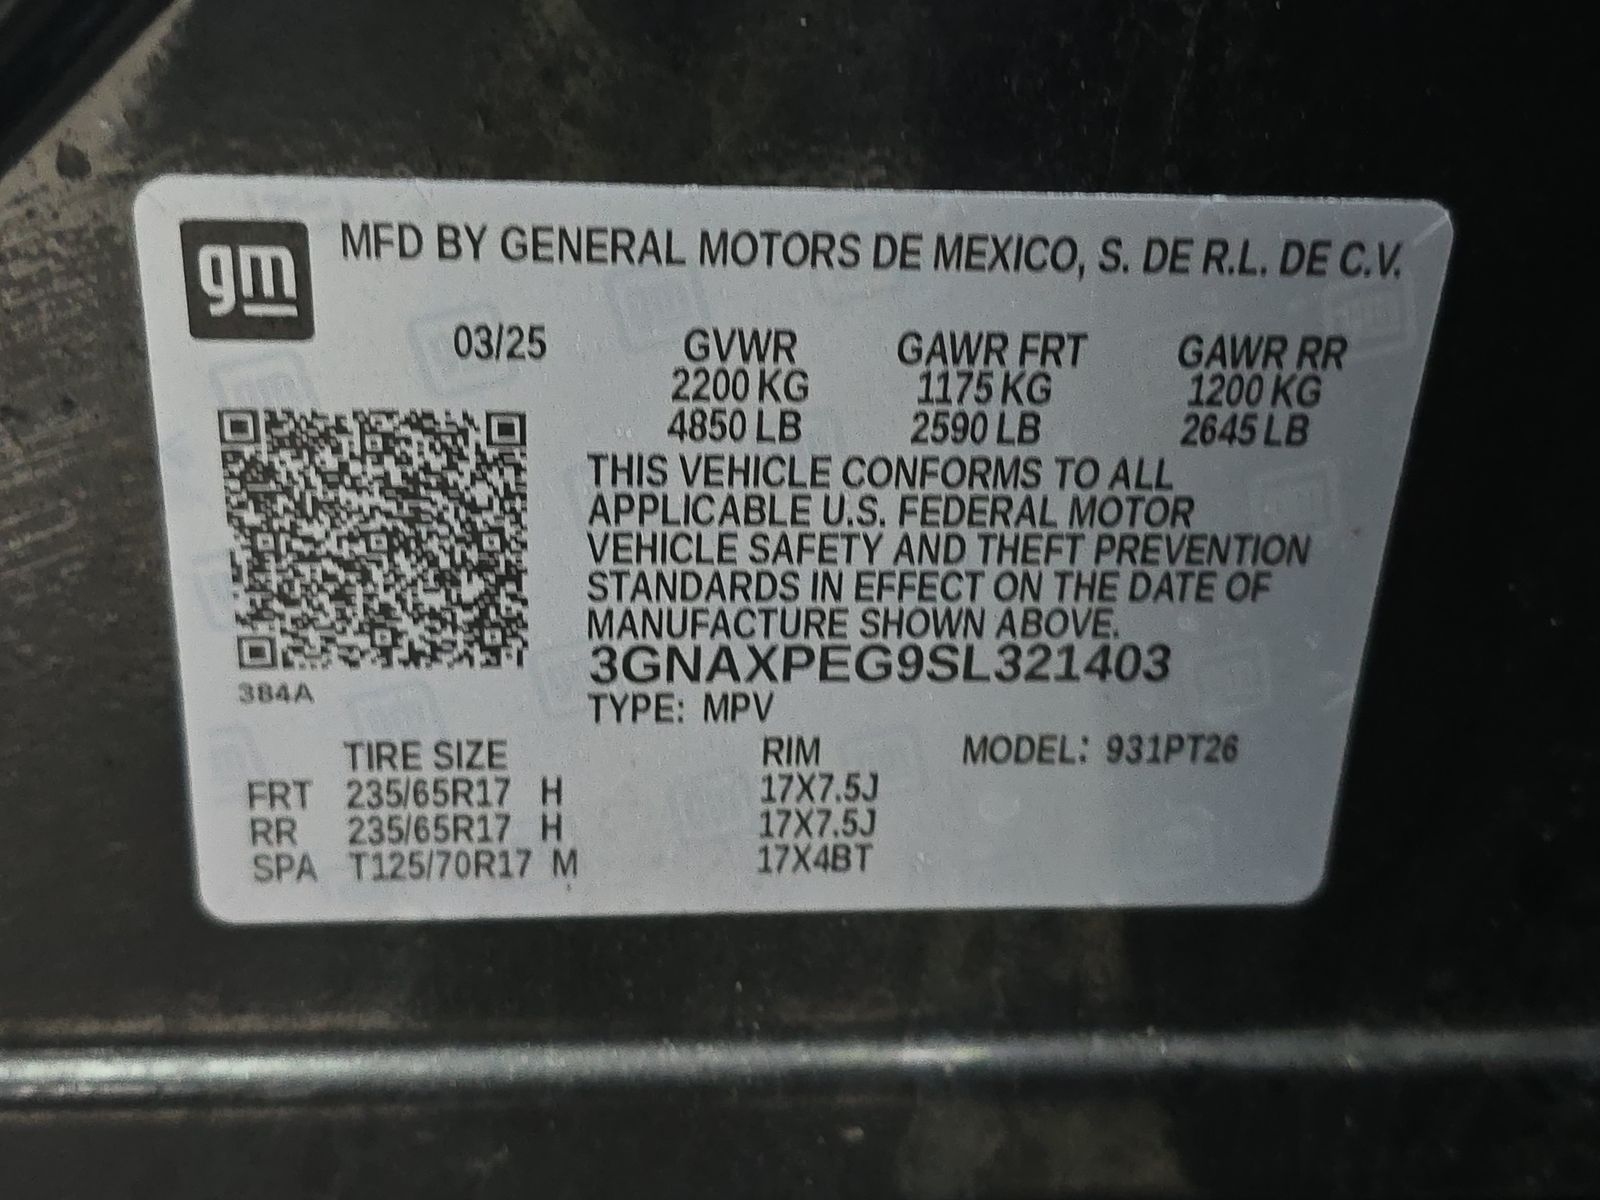 gm MFD BY GENERAL MOTORS DE MEXICO, S. DE R.L. DE C.V.
03/25 GVWR GAWR FRT GAWR RR
2200 KG 1175 KG 1200 KG
4850 LB 2590 LB 2645 LB
THIS VEHICLE CONFORMS TO ALL
APPLICABLE U.S. FEDERAL MOTOR
VEHICLE SAFETY AND THEFT PREVENTION
STANDARDS IN EFFECT ON THE DATE OF
MANUFACTURE SHOWN ABOVE.
3GNAXPEG9SL321403
384A
TYPE: MPV
TIRE SIZE RIM MODEL: 931PT26
FRT 235/65R17 H 17X7.5J
RR 235/65R17 H 17X7.5J
SPA T125/70R17 M 17X4BT